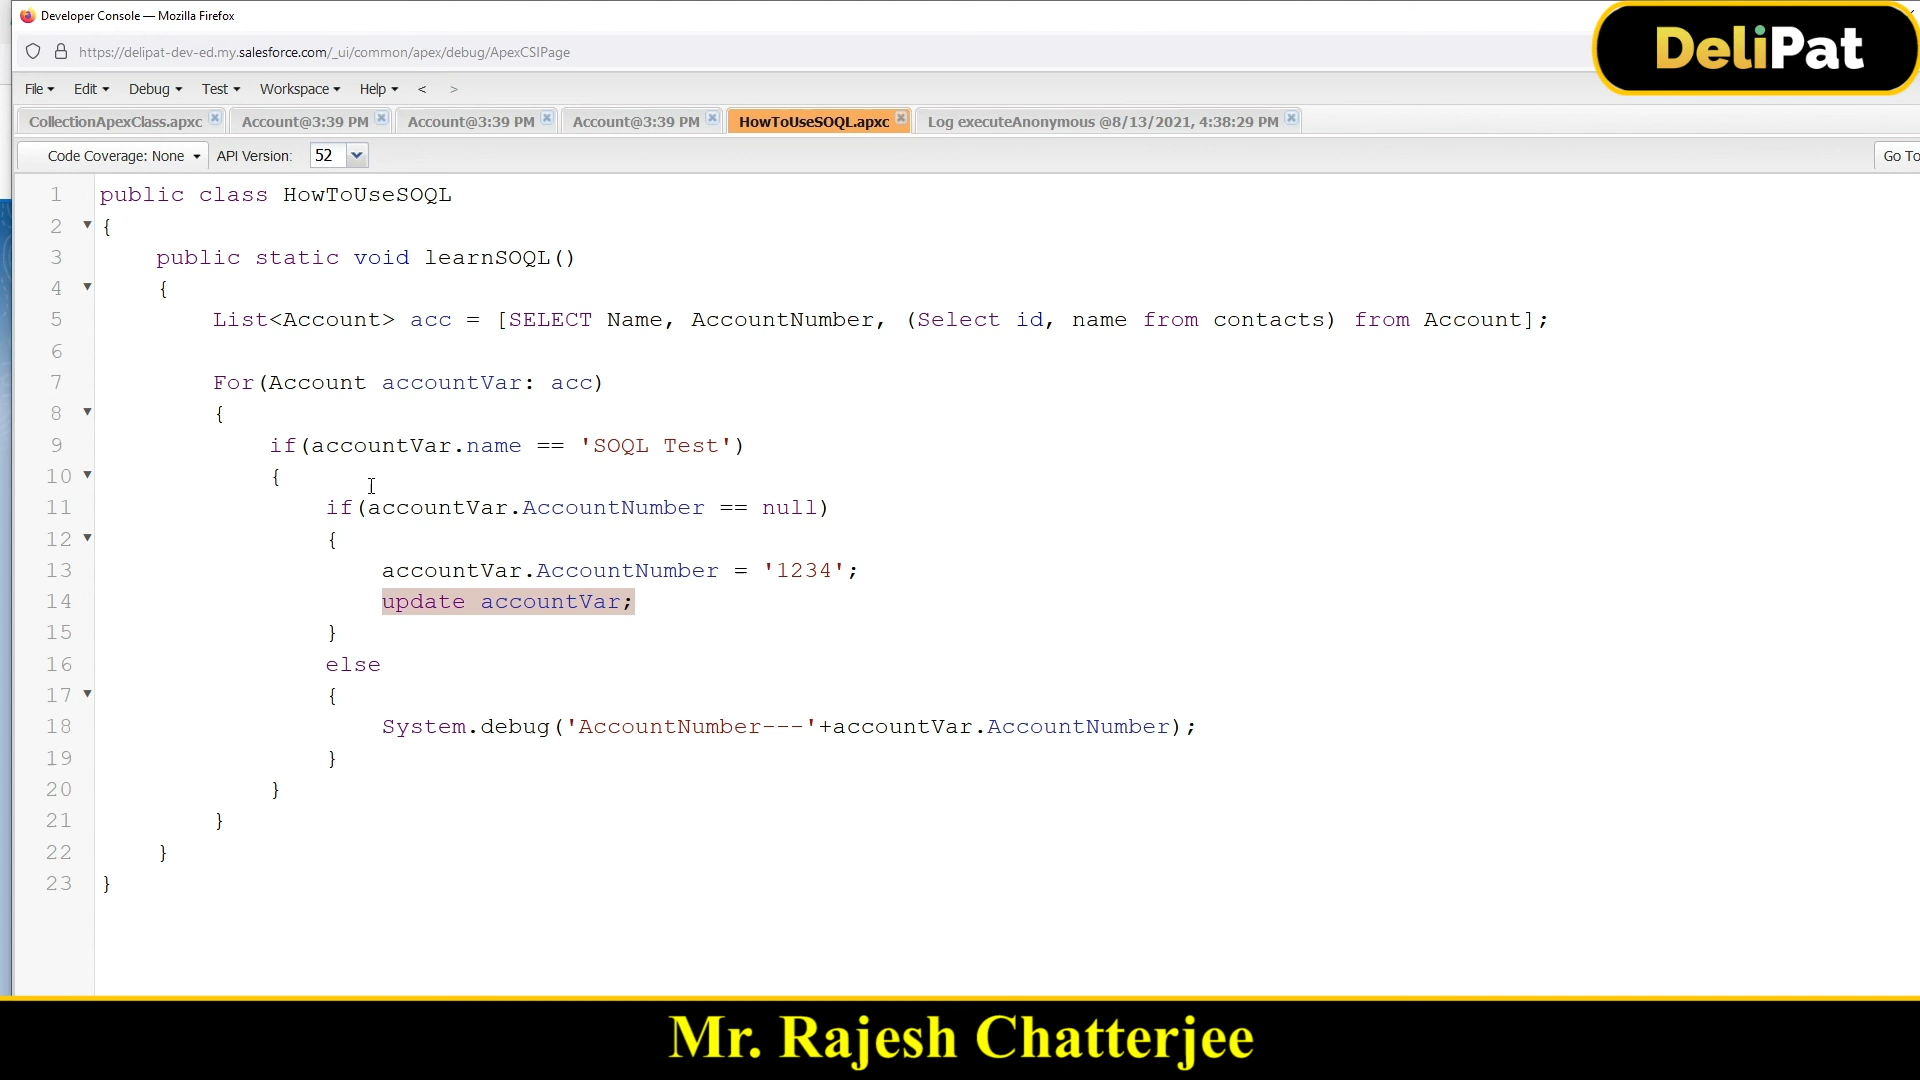 Developer Console — Mozilla Firefox
DeliPat
https://delipat-dev-ed.my.salesforce.com/_ui/common/apex/debug/ApexCSIPage
File Edit Debug Test Workspace Help < >
CollectionApexClass.apxc Account@3:39 PM Account@3:39 PM Account@3:39 PM HowToUseSOQL.apxc Log executeAnonymous @8/13/2021, 4:38:29 PM
Code Coverage: None API Version: 52 Go To
1 public class HowToUseSOQL
2 {
3 public static void learnSOQL()
4 {
5 List<Account> acc = [SELECT Name, AccountNumber, (Select id, name from contacts) from Account];
6
7 For(Account accountVar: acc)
8 {
9 if(accountVar.name == 'SOQL Test')
10 {
11 if(accountVar.AccountNumber == null)
12 {
13 accountVar.AccountNumber = '1234';
14 update accountVar;
15 }
16 else
17 {
18 System.debug('AccountNumber---'+accountVar.AccountNumber);
19 }
20 }
21 }
22 }
23 }
Mr. Rajesh Chatterjee